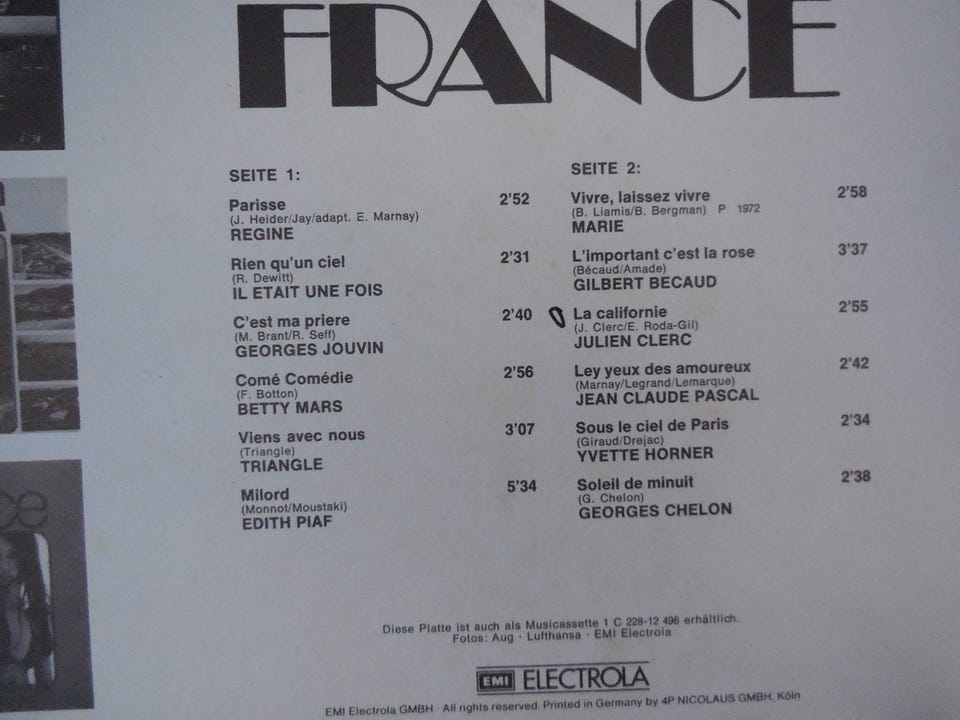 FRANCE
SEITE 1:
Parisse 2'52
(J. Heider/Jay/adapt. E. Marnay)
REGINE
Rien qu'un ciel 2'31
(R. Dewitt)
IL ETAIT UNE FOIS
C'est ma priere 2'40
(M. Brant/R. Seff)
GEORGES JOUVIN
Comé Comédie 2'56
(F. Botton)
BETTY MARS
Viens avec nous 3'07
(Triangle)
TRIANGLE
Milord 5'34
(Monnot/Moustaki)
EDITH PIAF
SEITE 2:
Vivre, laissez vivre 2'58
(B. Liamis/B. Bergman) P 1972
MARIE
L'important c'est la rose 3'37
(Bécaud/Amade)
GILBERT BECAUD
La californie 2'55
(J. Clerc/E. Roda-Gil)
JULIEN CLERC
Ley yeux des amoureux 2'42
(Marnay/Legrand/Lemarque)
JEAN CLAUDE PASCAL
Sous le ciel de Paris 2'34
(Giraud/Drejac)
YVETTE HORNER
Soleil de minuit 2'38
(G. Chelon)
GEORGES CHELON
Diese Platte ist auch als Musicassette 1 C 228-12 496 erhältlich.
Fotos: Aug · Lufthansa · EMI Electrola
EMI ELECTROLA
EMI Electrola GMBH · All rights reserved. Printed in Germany by 4P NICOLAUS GMBH, Köln